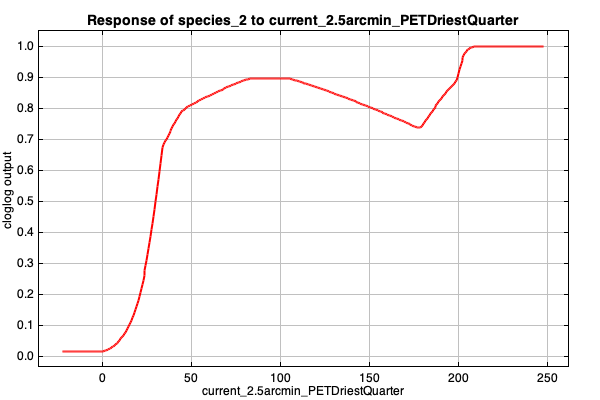 Response of species_2 to current_2.5arcmin_PETDriestQuarter
cloglog output
1.0
0.9
0.8
0.7
0.6
0.5
0.4
0.3
0.2
0.1
0.0
0 50 100 150 200 250
current_2.5arcmin_PETDriestQuarter